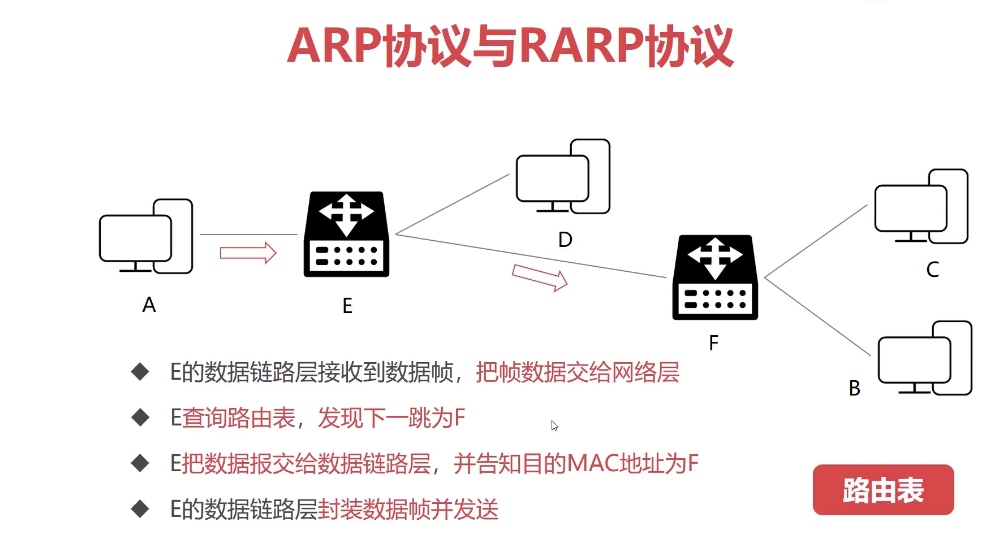 ARP协议与RARP协议
A
E
D
F
C
B
E的数据链路层接收到数据帧，把帧数据交给网络层
E查询路由表，发现下一跳为F
E把数据报交给数据链路层，并告知目的MAC地址为F
E的数据链路层封装数据帧并发送
路由表